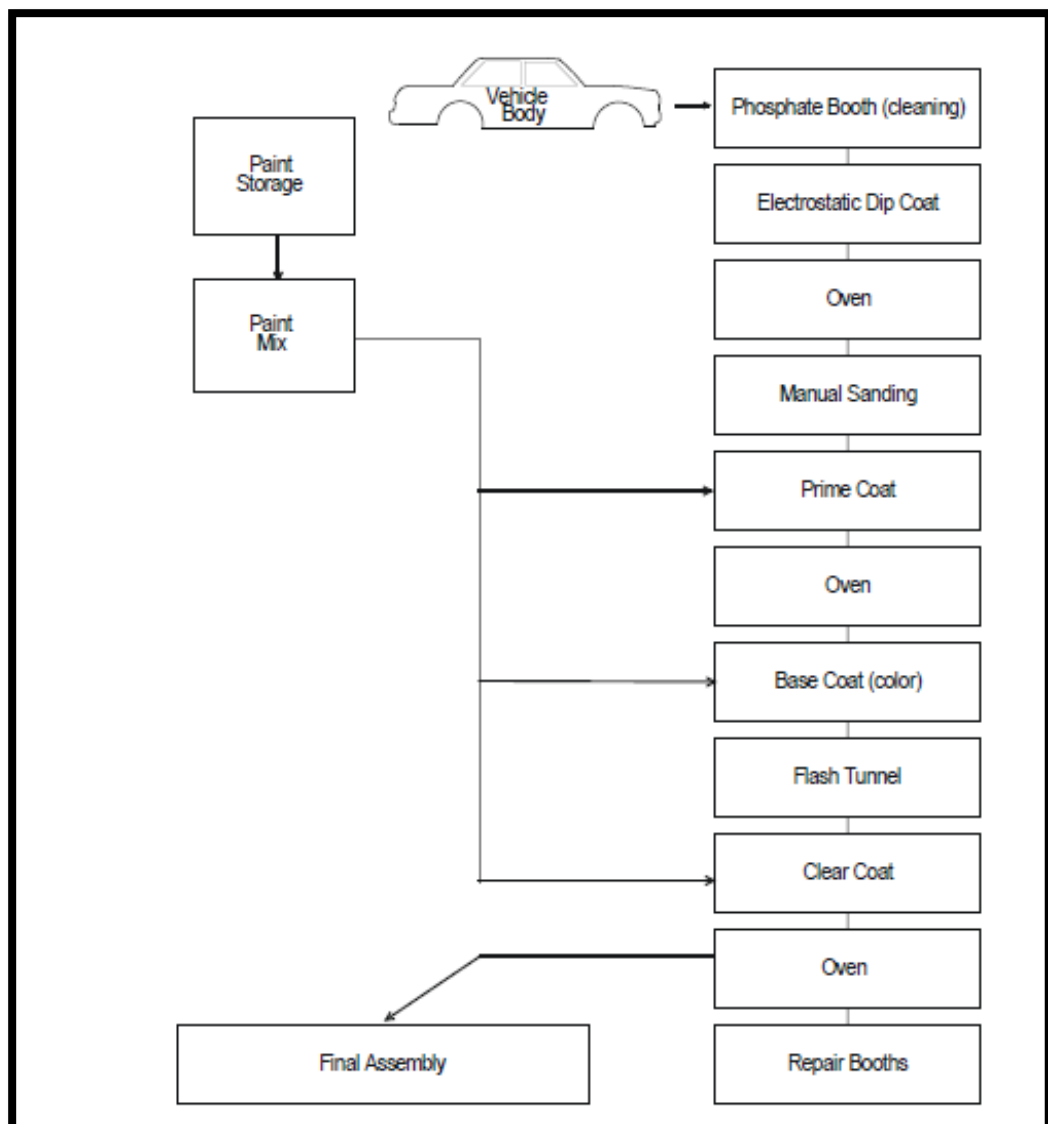 Vehicle
Body
Phosphate Booth (cleaning)
Paint
Storage
Electrostatic Dip Coat
Oven
Paint
Mix
Manual Sanding
Prime Coat
Oven
Base Coat (color)
Flash Tunnel
Clear Coat
Oven
Final Assembly
Repair Booths